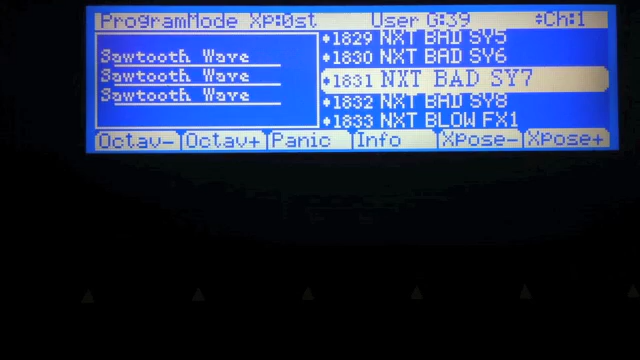 ProgramMode Xp:0st User G:39 Ch:1
Sawtooth Wave
Sawtooth Wave
Sawtooth Wave
1829 NXT BAD SY5
1830 NXT BAD SY6
1831 NXT BAD SY7
1832 NXT BAD SY8
1833 NXT BLOW FX1
Octav- Octav+ Panic Info Xpose- Xpose+